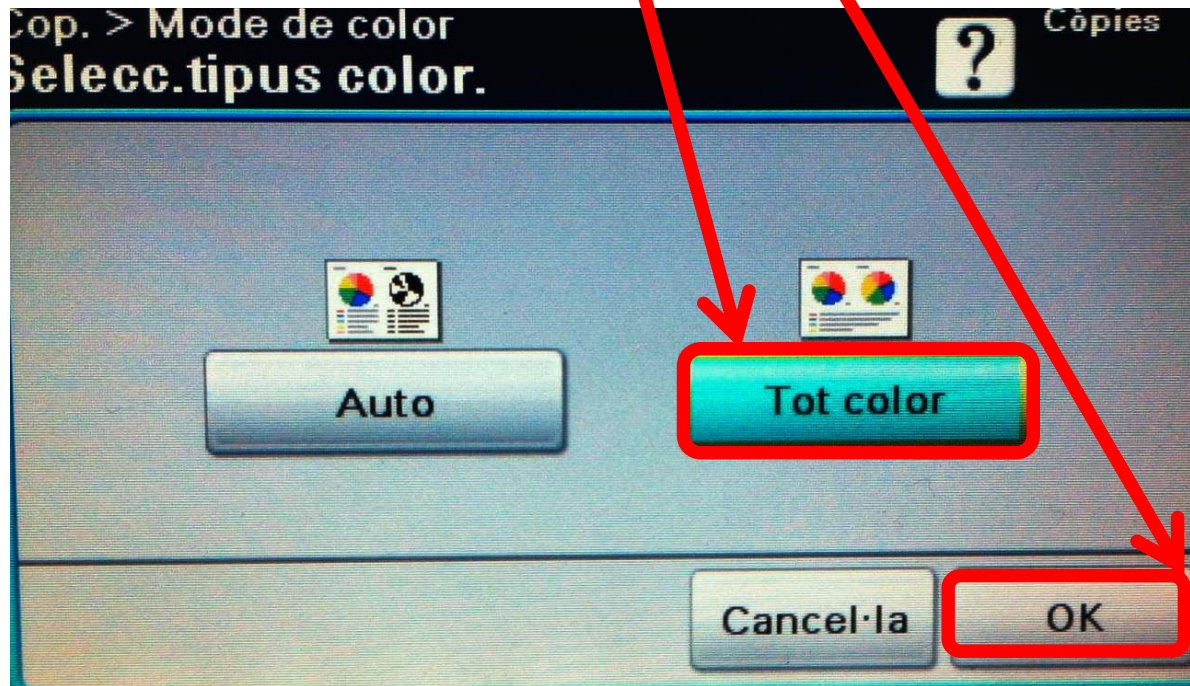 Cop. > Mode de color
Selecc.tipus color.
?
Còpies
Auto
Tot color
Cancel·la
OK